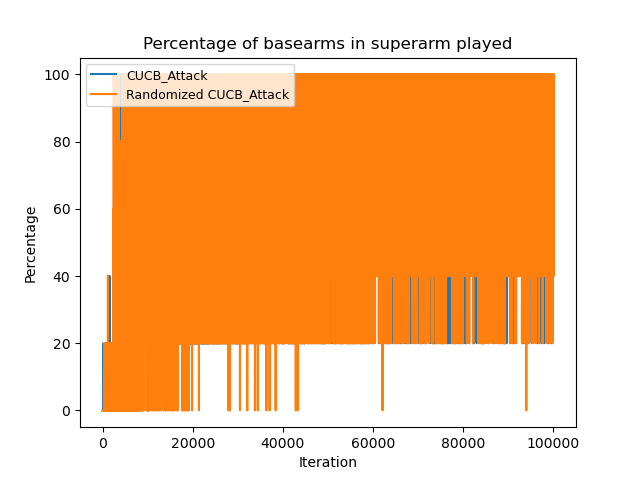 Percentage of basearms in superarm played
CUCB_Attack
Randomized CUCB_Attack
100
80
60
40
20
0
Percentage
0 20000 40000 60000 80000 100000
Iteration